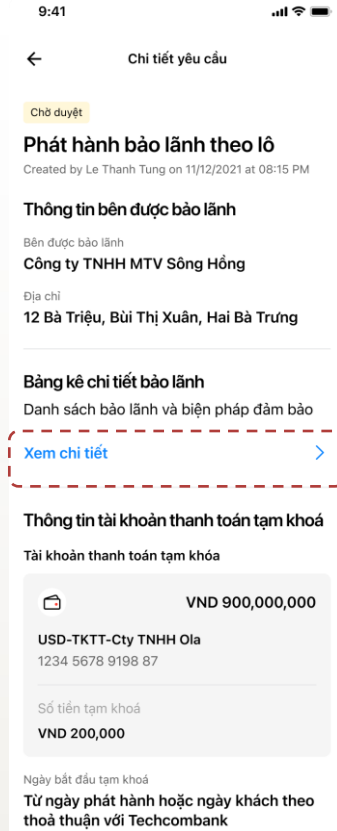 9:41
Chi tiết yêu cầu
Chờ duyệt
Phát hành bảo lãnh theo lô
Created by Le Thanh Tung on 11/12/2021 at 08:15 PM
Thông tin bên được bảo lãnh
Bên được bảo lãnh
Công ty TNHH MTV Sông Hồng
Địa chỉ
12 Bà Triệu, Bùi Thị Xuân, Hai Bà Trưng
Bảng kê chi tiết bảo lãnh
Danh sách bảo lãnh và biện pháp đảm bảo
Xem chi tiết
Thông tin tài khoản thanh toán tạm khoá
Tài khoản thanh toán tạm khóa
VND 900,000,000
USD-TKTT-Cty TNHH Ola
1234 5678 9198 87
Số tiền tạm khoá
VND 200,000
Ngày bắt đầu tạm khoá
Từ ngày phát hành hoặc ngày khách theo
thoả thuận với Techcombank